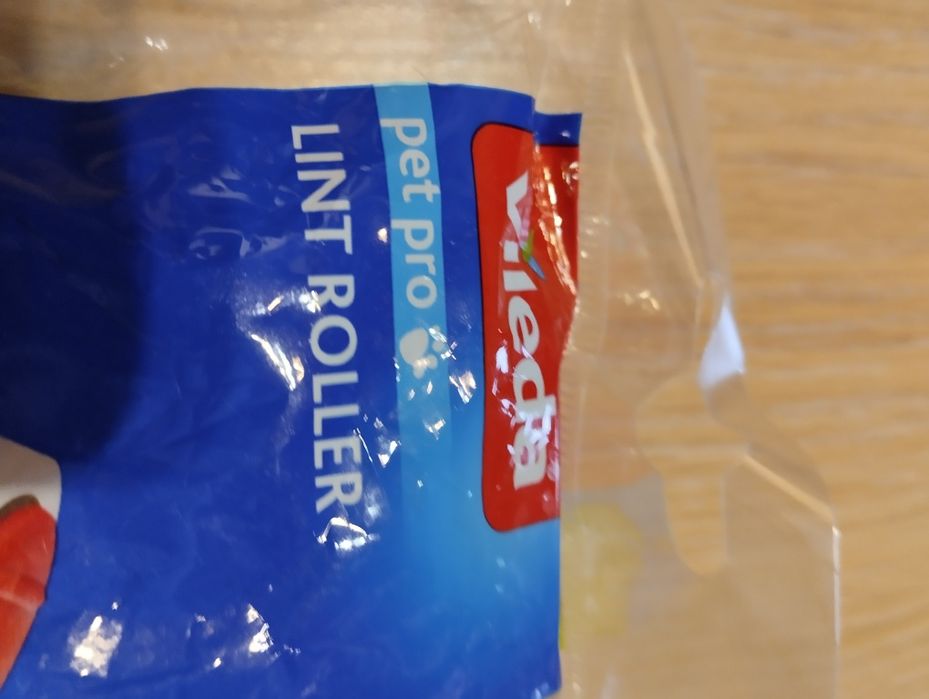 vileda
pet pro
LINT ROLLER